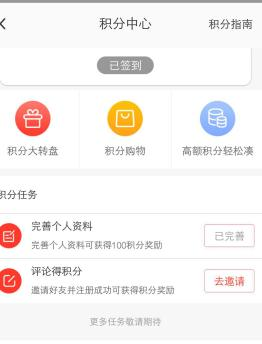 积分中心 积分指南
已签到
积分大转盘 积分购物 高额积分轻松凑
积分任务
完善个人资料
完善个人资料可获得100积分奖励
已完善
评论得积分
邀请好友并注册成功可获得积分奖励
去邀请
更多任务敬请期待